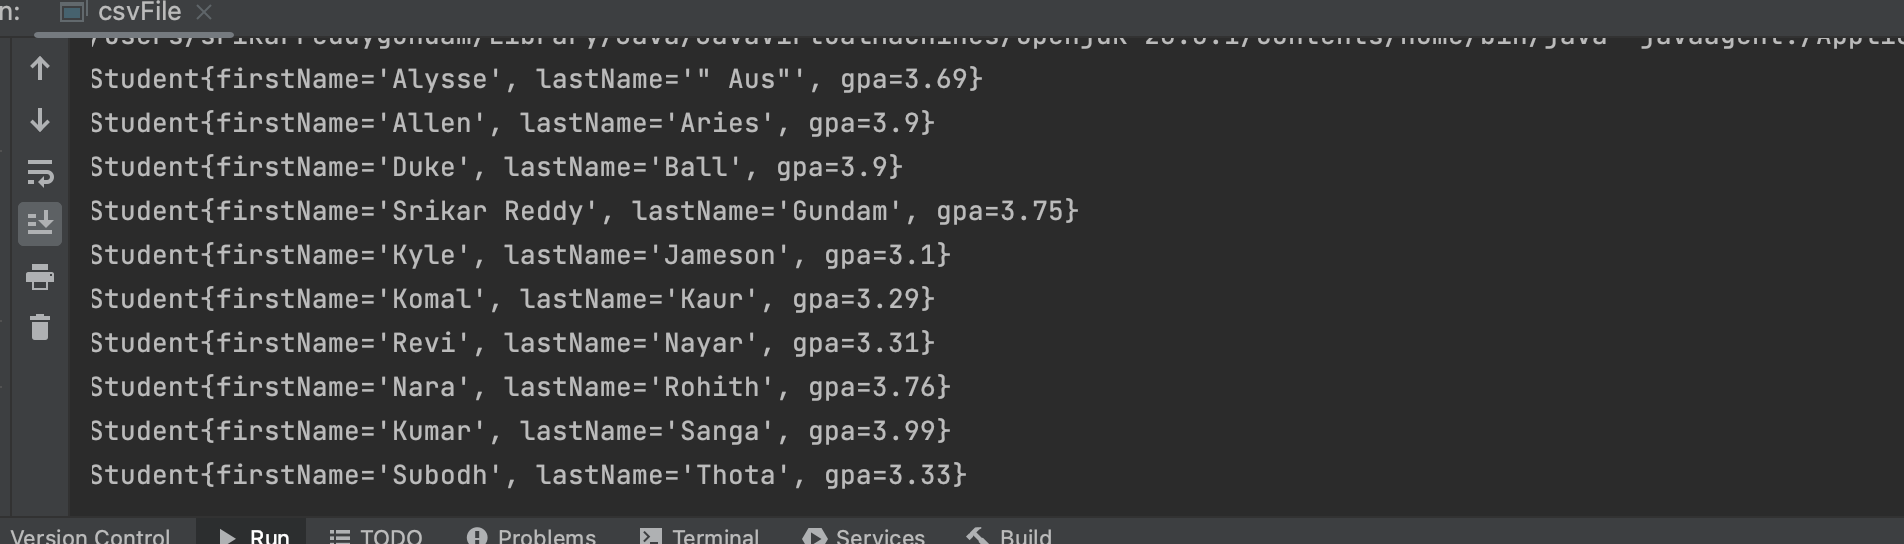 n: csvFile
Student{firstName='Alysse', lastName='" Aus"', gpa=3.69}
Student{firstName='Allen', lastName='Aries', gpa=3.9}
Student{firstName='Duke', lastName='Ball', gpa=3.9}
Student{firstName='Srikar Reddy', lastName='Gundam', gpa=3.75}
Student{firstName='Kyle', lastName='Jameson', gpa=3.1}
Student{firstName='Komal', lastName='Kaur', gpa=3.29}
Student{firstName='Revi', lastName='Nayar', gpa=3.31}
Student{firstName='Nara', lastName='Rohith', gpa=3.76}
Student{firstName='Kumar', lastName='Sanga', gpa=3.99}
Student{firstName='Subodh', lastName='Thota', gpa=3.33}
Version Control Run TODO Problems Terminal Services Build